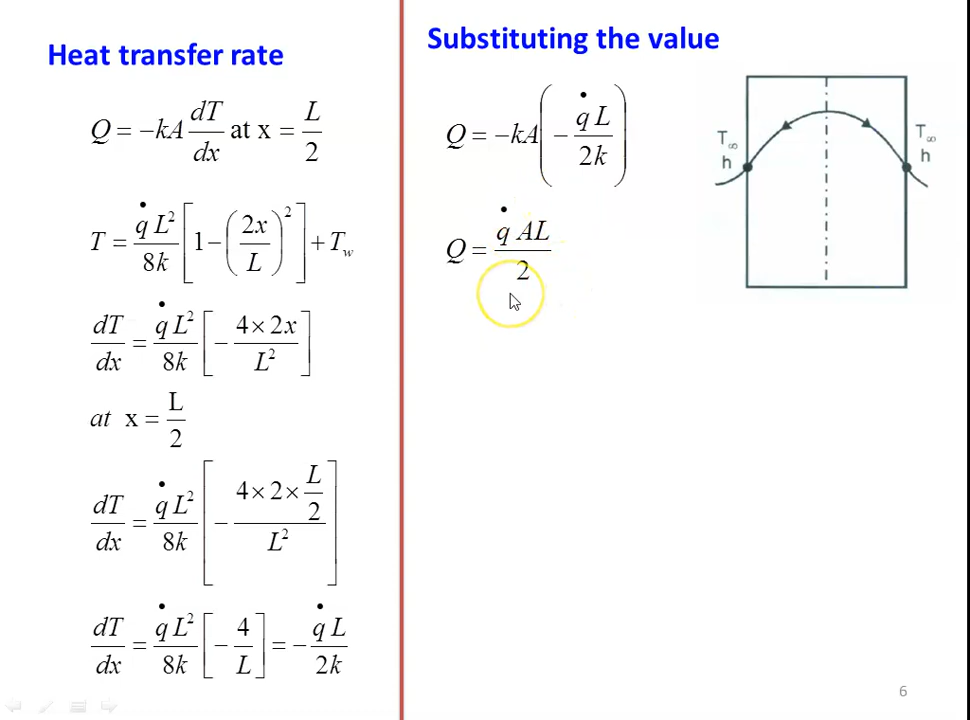 Heat transfer rate
Q = −kA dT/dx at x = L/2
T = q̇ L²/8k [1 − (2x/L)²] + T_w
dT/dx = q̇ L²/8k [− 4 × 2x/L²]
at x = L/2
dT/dx = q̇ L²/8k [− 4 × 2 × L/2 / L²]
dT/dx = q̇ L²/8k [− 4/L] = − q̇ L/2k
Substituting the value
Q = −kA(− q̇ L/2k)
Q = q̇ AL/2
T∞
h
T∞
h
6